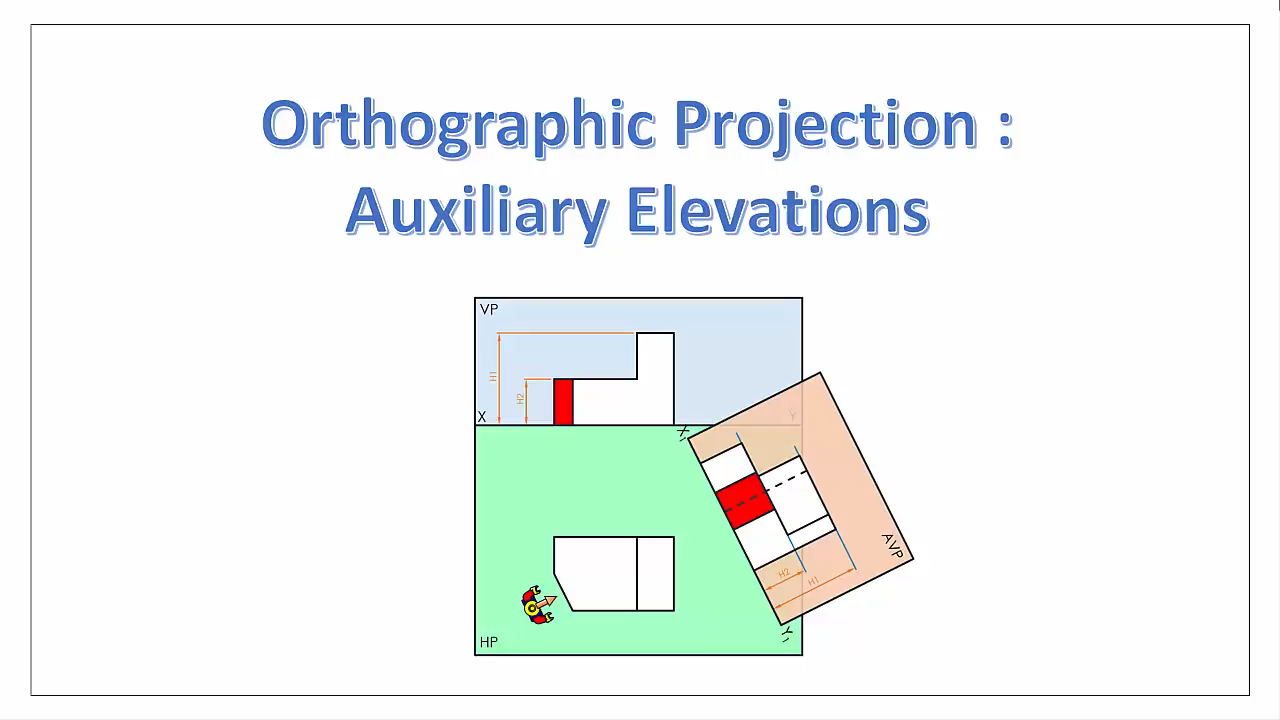 Orthographic Projection :
Auxiliary Elevations
VP
H1
H2
X
Y
X1
AVP
H2
H1
Y1
HP